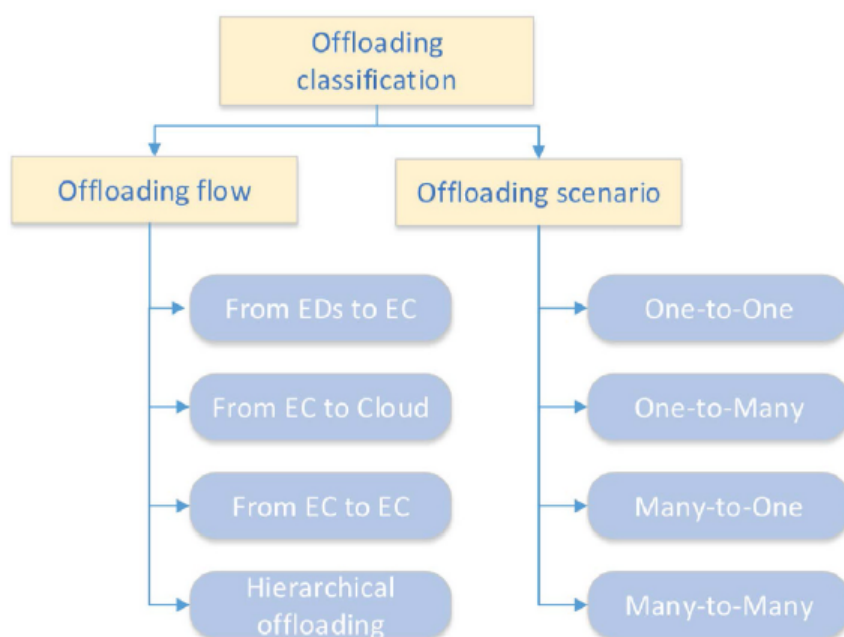 Offloading
classification
Offloading flow
Offloading scenario
From EDs to EC
One-to-One
From EC to Cloud
One-to-Many
From EC to EC
Many-to-One
Hierarchical
offloading
Many-to-Many